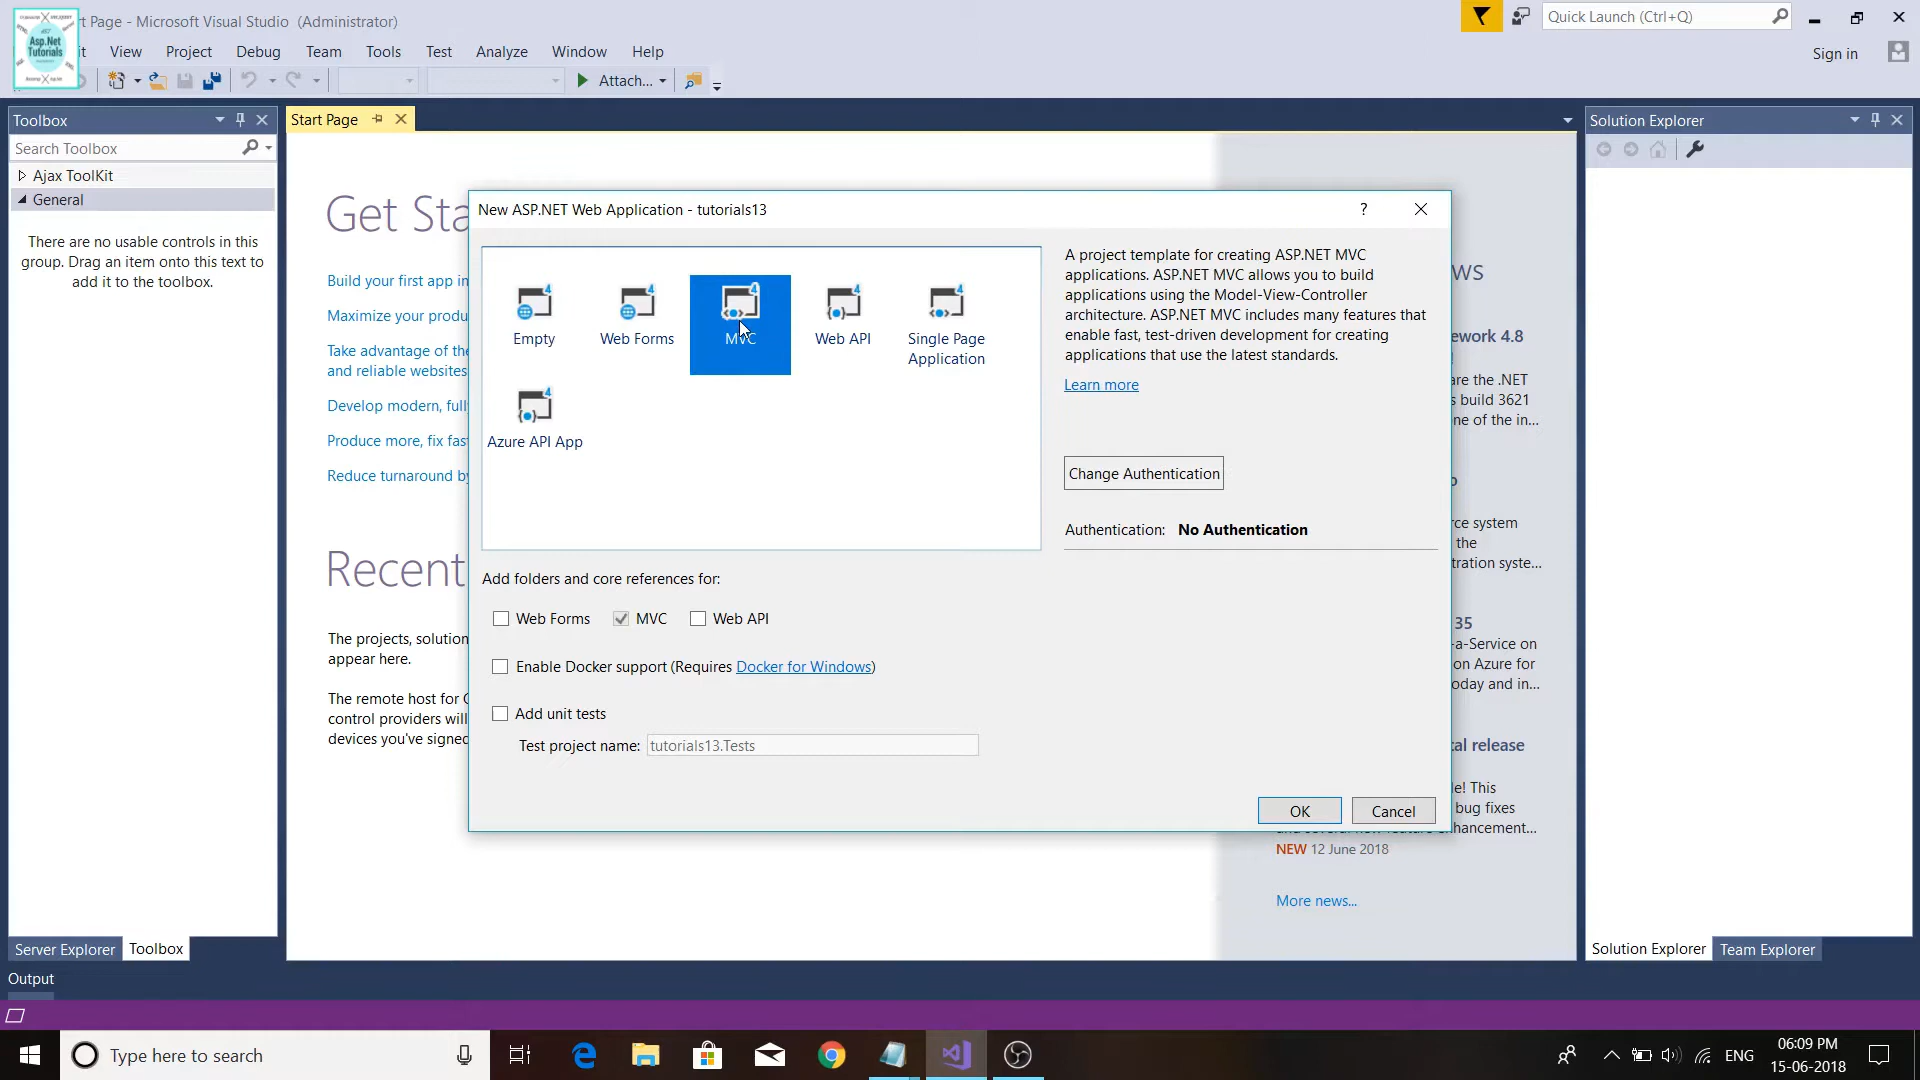 Asp.Net
Tutorials
t Page - Microsoft Visual Studio (Administrator)
Quick Launch (Ctrl+Q)
t View Project Debug Team Tools Test Analyze Window Help
Sign in
Attach...
Toolbox
Search Toolbox
Ajax ToolKit
General
There are no usable controls in this
group. Drag an item onto this text to
add it to the toolbox.
Server Explorer Toolbox
Output
Start Page
Get Sta
Build your first app in
Maximize your produ
Take advantage of the
and reliable websites
Develop modern, full
Produce more, fix fas
Reduce turnaround by
Recent
The projects, solution
appear here.
The remote host for
control providers will
devices you've signed
New ASP.NET Web Application - tutorials13
?
Empty
Web Forms
MVC
Web API
Single Page
Application
Azure API App
A project template for creating ASP.NET MVC
applications. ASP.NET MVC allows you to build
applications using the Model-View-Controller
architecture. ASP.NET MVC includes many features that
enable fast, test-driven development for creating
applications that use the latest standards.
Learn more
Change Authentication
Authentication: No Authentication
Add folders and core references for:
Web Forms MVC Web API
Enable Docker support (Requires Docker for Windows)
Add unit tests
Test project name: tutorials13.Tests
OK Cancel
ws
ework 4.8
are the .NET
s build 3621
ne of the in...
rce system
the
tration syste...
35
-a-Service on
on Azure for
oday and in...
al release
e! This
bug fixes
hancement...
NEW 12 June 2018
More news...
Solution Explorer
Solution Explorer Team Explorer
Type here to search
ENG
06:09 PM
15-06-2018